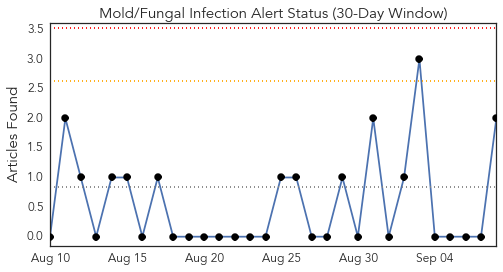 Mold/Fungal Infection Alert Status (30-Day Window)
Articles Found
3.5
3.0
2.5
2.0
1.5
1.0
0.5
0.0
Aug 10 Aug 15 Aug 20 Aug 25 Aug 30 Sep 04